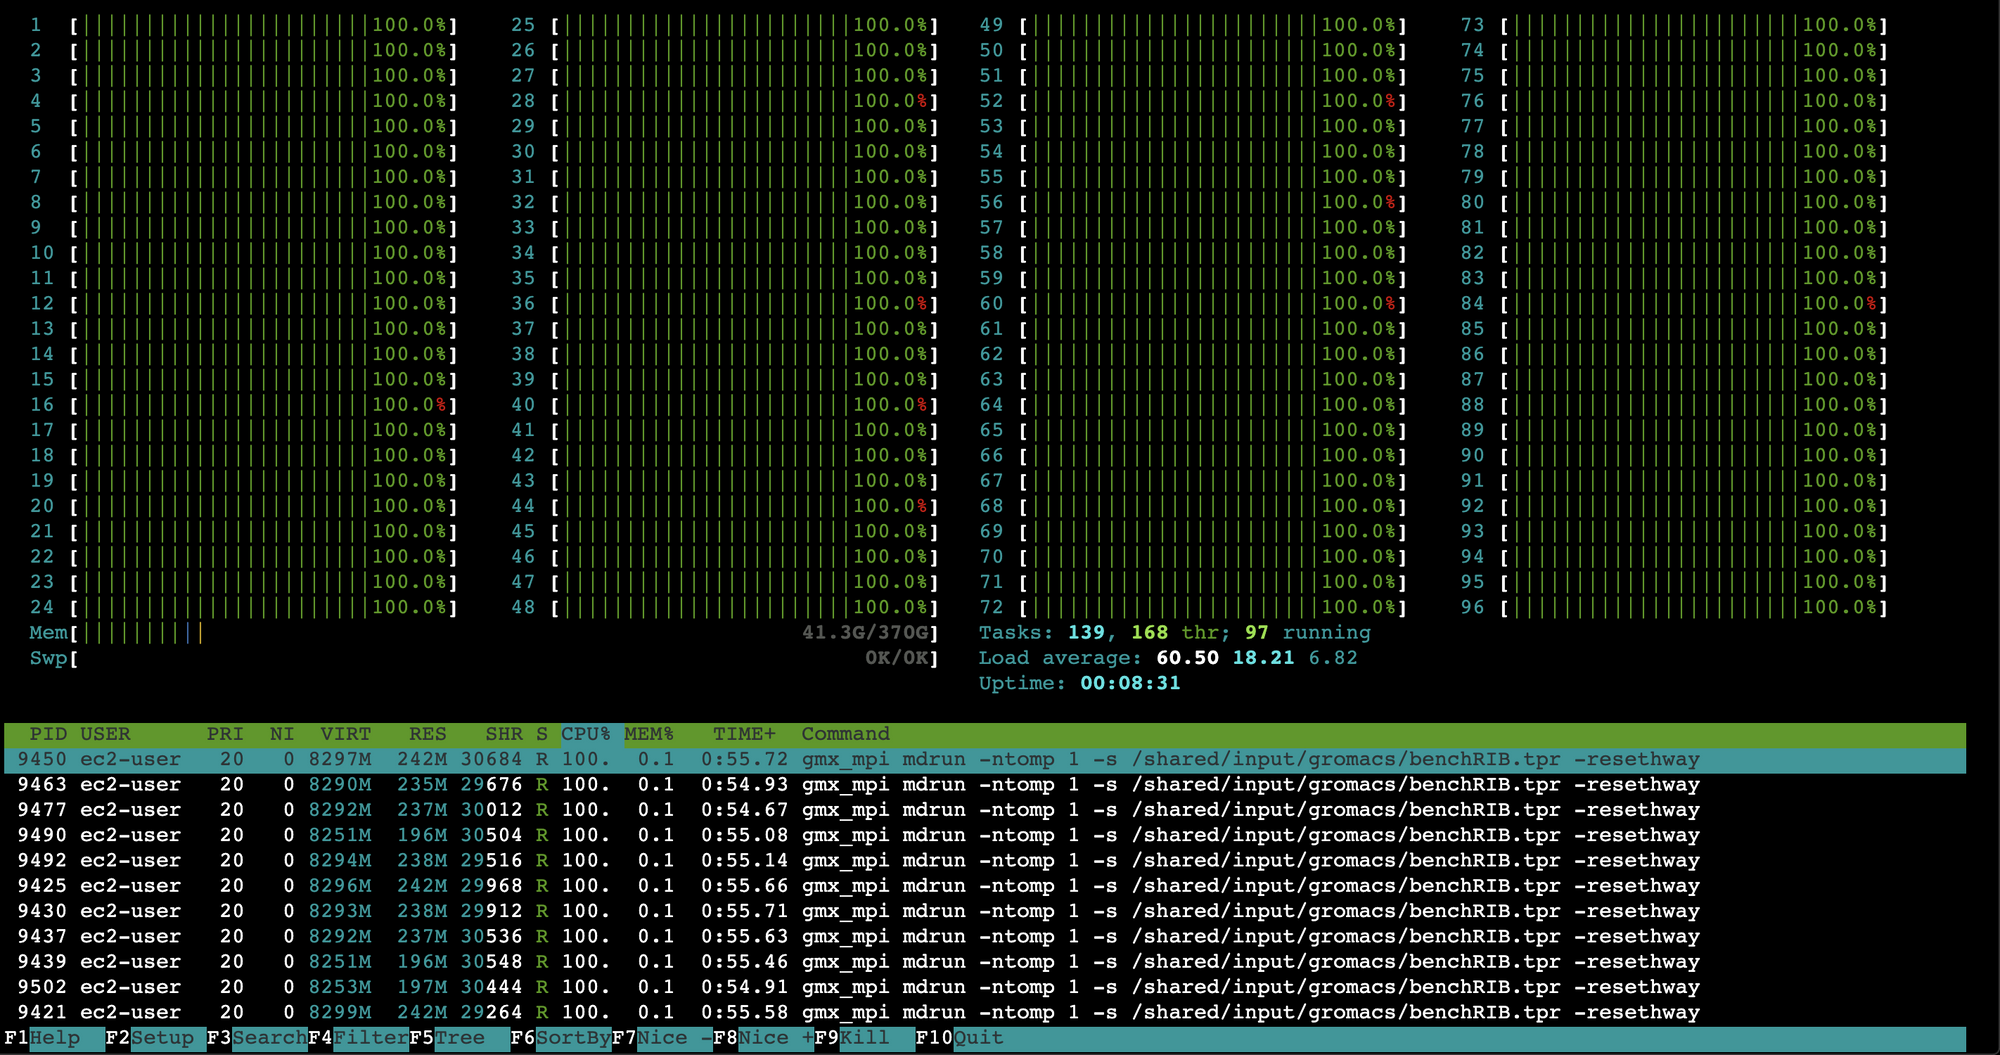 1 [||||||||||||||||||||||||100.0%] 25 [||||||||||||||||||||||||100.0%] 49 [||||||||||||||||||||||||100.0%] 73 [||||||||||||||||||||||||100.0%]
2 [||||||||||||||||||||||||100.0%] 26 [||||||||||||||||||||||||100.0%] 50 [||||||||||||||||||||||||100.0%] 74 [||||||||||||||||||||||||100.0%]
3 [||||||||||||||||||||||||100.0%] 27 [||||||||||||||||||||||||100.0%] 51 [||||||||||||||||||||||||100.0%] 75 [||||||||||||||||||||||||100.0%]
4 [||||||||||||||||||||||||100.0%] 28 [||||||||||||||||||||||||100.0%] 52 [||||||||||||||||||||||||100.0%] 76 [||||||||||||||||||||||||100.0%]
5 [||||||||||||||||||||||||100.0%] 29 [||||||||||||||||||||||||100.0%] 53 [||||||||||||||||||||||||100.0%] 77 [||||||||||||||||||||||||100.0%]
6 [||||||||||||||||||||||||100.0%] 30 [||||||||||||||||||||||||100.0%] 54 [||||||||||||||||||||||||100.0%] 78 [||||||||||||||||||||||||100.0%]
7 [||||||||||||||||||||||||100.0%] 31 [||||||||||||||||||||||||100.0%] 55 [||||||||||||||||||||||||100.0%] 79 [||||||||||||||||||||||||100.0%]
8 [||||||||||||||||||||||||100.0%] 32 [||||||||||||||||||||||||100.0%] 56 [||||||||||||||||||||||||100.0%] 80 [||||||||||||||||||||||||100.0%]
9 [||||||||||||||||||||||||100.0%] 33 [||||||||||||||||||||||||100.0%] 57 [||||||||||||||||||||||||100.0%] 81 [||||||||||||||||||||||||100.0%]
10 [||||||||||||||||||||||||100.0%] 34 [||||||||||||||||||||||||100.0%] 58 [||||||||||||||||||||||||100.0%] 82 [||||||||||||||||||||||||100.0%]
11 [||||||||||||||||||||||||100.0%] 35 [||||||||||||||||||||||||100.0%] 59 [||||||||||||||||||||||||100.0%] 83 [||||||||||||||||||||||||100.0%]
12 [||||||||||||||||||||||||100.0%] 36 [||||||||||||||||||||||||100.0%] 60 [||||||||||||||||||||||||100.0%] 84 [||||||||||||||||||||||||100.0%]
13 [||||||||||||||||||||||||100.0%] 37 [||||||||||||||||||||||||100.0%] 61 [||||||||||||||||||||||||100.0%] 85 [||||||||||||||||||||||||100.0%]
14 [||||||||||||||||||||||||100.0%] 38 [||||||||||||||||||||||||100.0%] 62 [||||||||||||||||||||||||100.0%] 86 [||||||||||||||||||||||||100.0%]
15 [||||||||||||||||||||||||100.0%] 39 [||||||||||||||||||||||||100.0%] 63 [||||||||||||||||||||||||100.0%] 87 [||||||||||||||||||||||||100.0%]
16 [||||||||||||||||||||||||100.0%] 40 [||||||||||||||||||||||||100.0%] 64 [||||||||||||||||||||||||100.0%] 88 [||||||||||||||||||||||||100.0%]
17 [||||||||||||||||||||||||100.0%] 41 [||||||||||||||||||||||||100.0%] 65 [||||||||||||||||||||||||100.0%] 89 [||||||||||||||||||||||||100.0%]
18 [||||||||||||||||||||||||100.0%] 42 [||||||||||||||||||||||||100.0%] 66 [||||||||||||||||||||||||100.0%] 90 [||||||||||||||||||||||||100.0%]
19 [||||||||||||||||||||||||100.0%] 43 [||||||||||||||||||||||||100.0%] 67 [||||||||||||||||||||||||100.0%] 91 [||||||||||||||||||||||||100.0%]
20 [||||||||||||||||||||||||100.0%] 44 [||||||||||||||||||||||||100.0%] 68 [||||||||||||||||||||||||100.0%] 92 [||||||||||||||||||||||||100.0%]
21 [||||||||||||||||||||||||100.0%] 45 [||||||||||||||||||||||||100.0%] 69 [||||||||||||||||||||||||100.0%] 93 [||||||||||||||||||||||||100.0%]
22 [||||||||||||||||||||||||100.0%] 46 [||||||||||||||||||||||||100.0%] 70 [||||||||||||||||||||||||100.0%] 94 [||||||||||||||||||||||||100.0%]
23 [||||||||||||||||||||||||100.0%] 47 [||||||||||||||||||||||||100.0%] 71 [||||||||||||||||||||||||100.0%] 95 [||||||||||||||||||||||||100.0%]
24 [||||||||||||||||||||||||100.0%] 48 [||||||||||||||||||||||||100.0%] 72 [||||||||||||||||||||||||100.0%] 96 [||||||||||||||||||||||||100.0%]
Mem[|||||||||| 41.3G/370G] Tasks: 139, 168 thr; 97 running
Swp[ 0K/0K] Load average: 60.50 18.21 6.82
Uptime: 00:08:31
PID USER PRI NI VIRT RES SHR S CPU% MEM% TIME+ Command
9450 ec2-user 20 0 8297M 242M 30684 R 100. 0.1 0:55.72 gmx_mpi mdrun -ntomp 1 -s /shared/input/gromacs/benchRIB.tpr -resethway
9463 ec2-user 20 0 8290M 235M 29676 R 100. 0.1 0:54.93 gmx_mpi mdrun -ntomp 1 -s /shared/input/gromacs/benchRIB.tpr -resethway
9477 ec2-user 20 0 8292M 237M 30012 R 100. 0.1 0:54.67 gmx_mpi mdrun -ntomp 1 -s /shared/input/gromacs/benchRIB.tpr -resethway
9490 ec2-user 20 0 8251M 196M 30504 R 100. 0.1 0:55.08 gmx_mpi mdrun -ntomp 1 -s /shared/input/gromacs/benchRIB.tpr -resethway
9492 ec2-user 20 0 8294M 238M 29516 R 100. 0.1 0:55.14 gmx_mpi mdrun -ntomp 1 -s /shared/input/gromacs/benchRIB.tpr -resethway
9425 ec2-user 20 0 8296M 242M 29968 R 100. 0.1 0:55.66 gmx_mpi mdrun -ntomp 1 -s /shared/input/gromacs/benchRIB.tpr -resethway
9430 ec2-user 20 0 8293M 238M 29912 R 100. 0.1 0:55.71 gmx_mpi mdrun -ntomp 1 -s /shared/input/gromacs/benchRIB.tpr -resethway
9437 ec2-user 20 0 8292M 237M 30536 R 100. 0.1 0:55.63 gmx_mpi mdrun -ntomp 1 -s /shared/input/gromacs/benchRIB.tpr -resethway
9439 ec2-user 20 0 8251M 196M 30548 R 100. 0.1 0:55.46 gmx_mpi mdrun -ntomp 1 -s /shared/input/gromacs/benchRIB.tpr -resethway
9502 ec2-user 20 0 8253M 197M 30444 R 100. 0.1 0:54.91 gmx_mpi mdrun -ntomp 1 -s /shared/input/gromacs/benchRIB.tpr -resethway
9421 ec2-user 20 0 8299M 242M 29264 R 100. 0.1 0:55.58 gmx_mpi mdrun -ntomp 1 -s /shared/input/gromacs/benchRIB.tpr -resethway
F1Help F2Setup F3SearchF4FilterF5Tree F6SortByF7Nice -F8Nice +F9Kill F10Quit